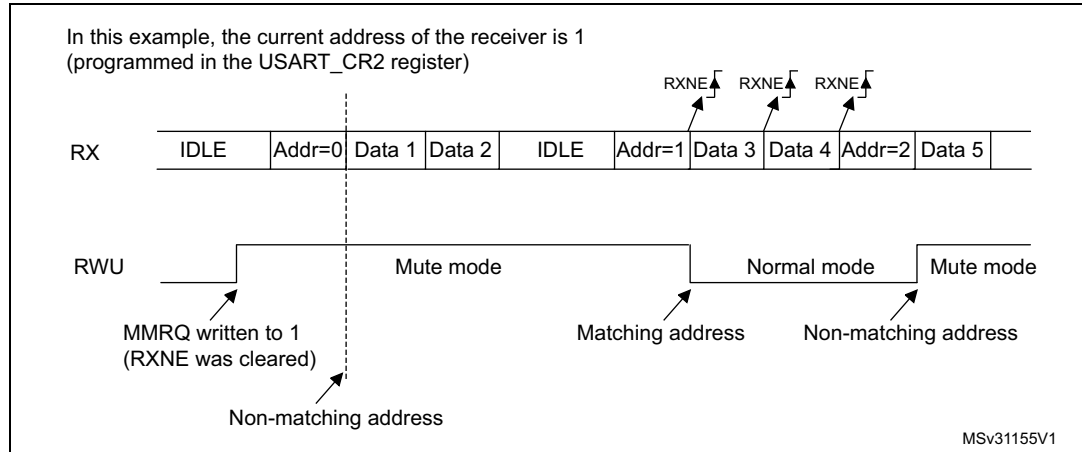 In this example, the current address of the receiver is 1
(programmed in the USART_CR2 register)
RXNE RXNE RXNE
RX IDLE Addr=0 Data 1 Data 2 IDLE Addr=1 Data 3 Data 4 Addr=2 Data 5
RWU Mute mode Normal mode Mute mode
MMRQ written to 1 Matching address Non-matching address
(RXNE was cleared)
Non-matching address
MSv31155V1